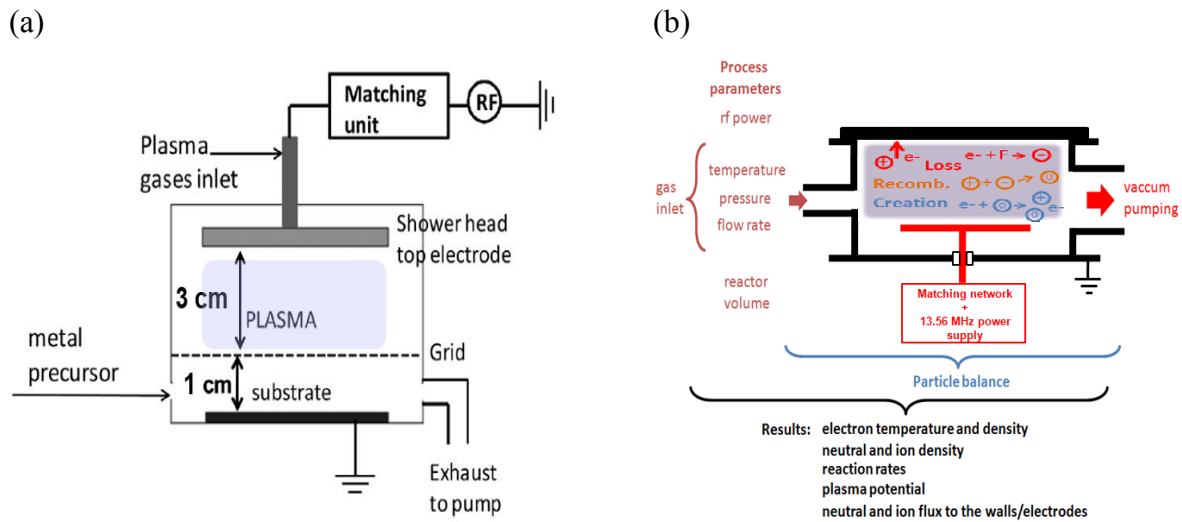 (a)
Matching
unit
RF
Plasma
gases inlet
Shower head
top electrode
3 cm
PLASMA
metal
precursor
Grid
1 cm
substrate
Exhaust
to pump
(b)
Process
parameters
rf power
temperature
gas
inlet
pressure
flow rate
reactor
volume
+ e- Loss e- + F → -
Recomb. + + - → 0
Creation e- + 0 → + 0 e-
vaccum
pumping
Matching network
+
13.56 MHz power
supply
Particle balance
Results: electron temperature and density
neutral and ion density
reaction rates
plasma potential
neutral and ion flux to the walls/electrodes